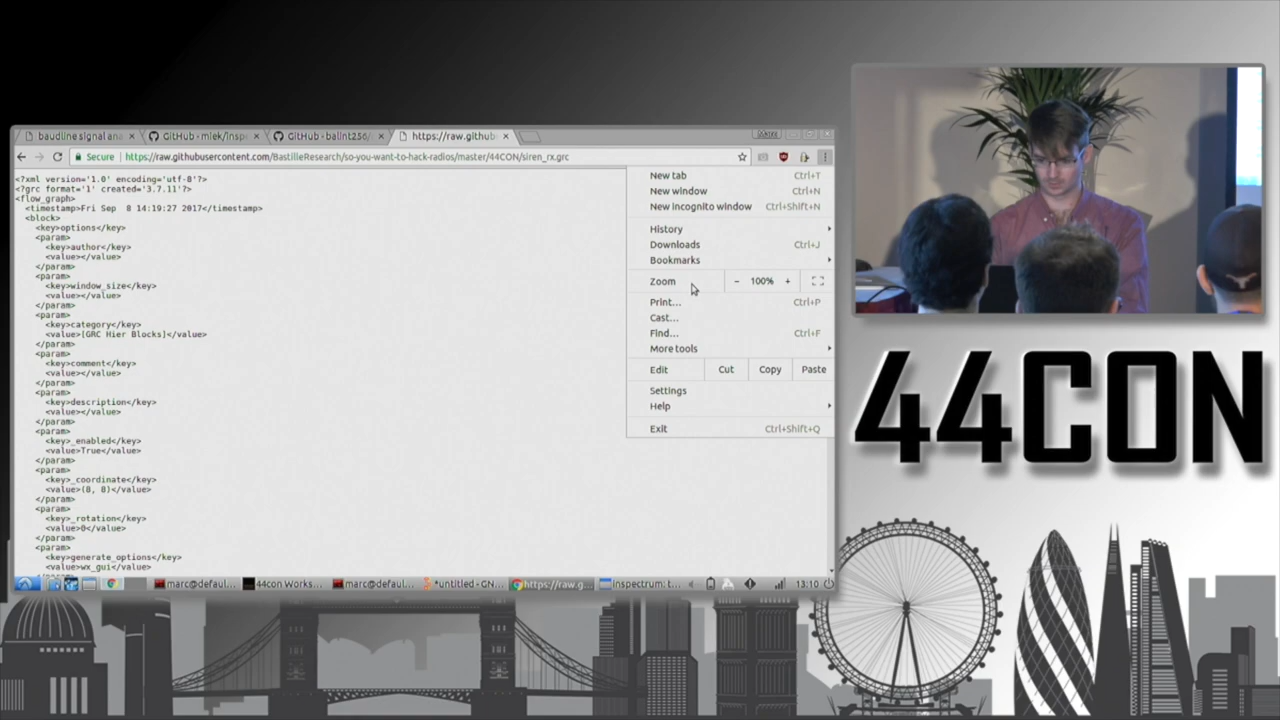 baudline signal ana
GitHub - miek/inspe
GitHub - balint256/
https://raw.github
Secure
https://raw.githubusercontent.com/BastilleResearch/so-you-want-to-hack-radios/master/44CON/siren_rx.grc
<?xml version='1.0' encoding='utf-8'?>
<?grc format='1' created='3.7.11'?>
<flow_graph>
<timestamp>Fri Sep  8 14:19:27 2017</timestamp>
<block>
<key>options</key>
<param>
<key>author</key>
<value></value>
</param>
<param>
<key>window_size</key>
<value></value>
</param>
<param>
<key>category</key>
<value>[GRC Hier Blocks]</value>
</param>
<param>
<key>comment</key>
<value></value>
</param>
<param>
<key>description</key>
<value></value>
</param>
<param>
<key>_enabled</key>
<value>True</value>
</param>
<param>
<key>_coordinate</key>
<value>(8, 8)</value>
</param>
<param>
<key>_rotation</key>
<value>0</value>
</param>
<param>
<key>generate_options</key>
<value>wx_gui</value>
New tab Ctrl+T
New window Ctrl+N
New incognito window Ctrl+Shift+N
History
Downloads Ctrl+J
Bookmarks
Zoom - 100% +
Print... Ctrl+P
Cast...
Find... Ctrl+F
More tools
Edit Cut Copy Paste
Settings
Help
Exit Ctrl+Shift+Q
marc@defaul...
44con Works...
marc@defaul...
*untitled - GN...
https://raw.g...
inspectrum: t...
13:10
44CON